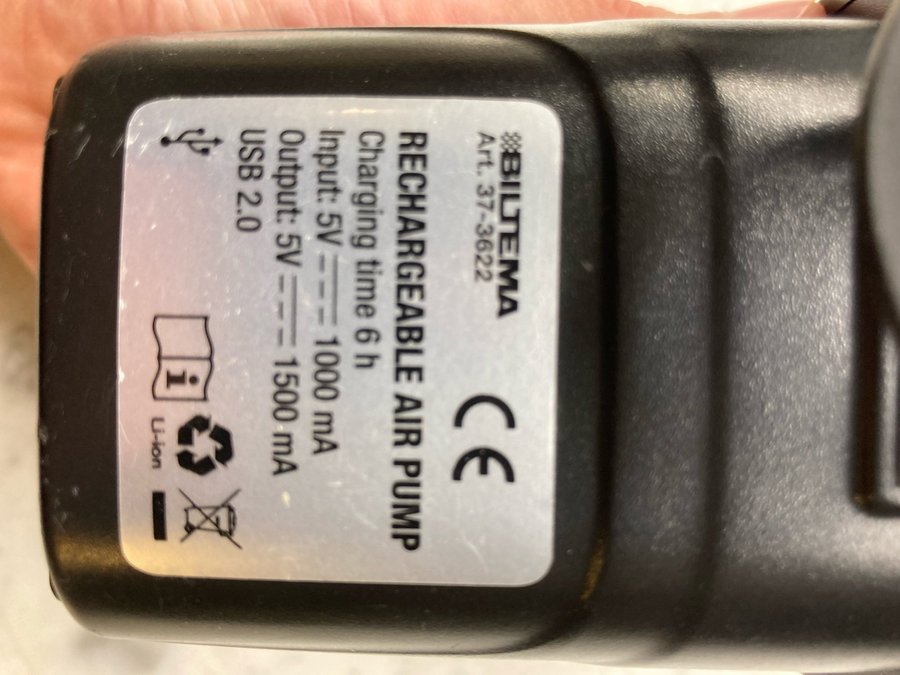 BILTEMA
Art. 37-3622
CE
RECHARGEABLE AIR PUMP
Charging time 6 h
Input: 5V ⎓ 1000 mA
Output: 5V ⎓ 1500 mA
USB 2.0
i
Li-ion